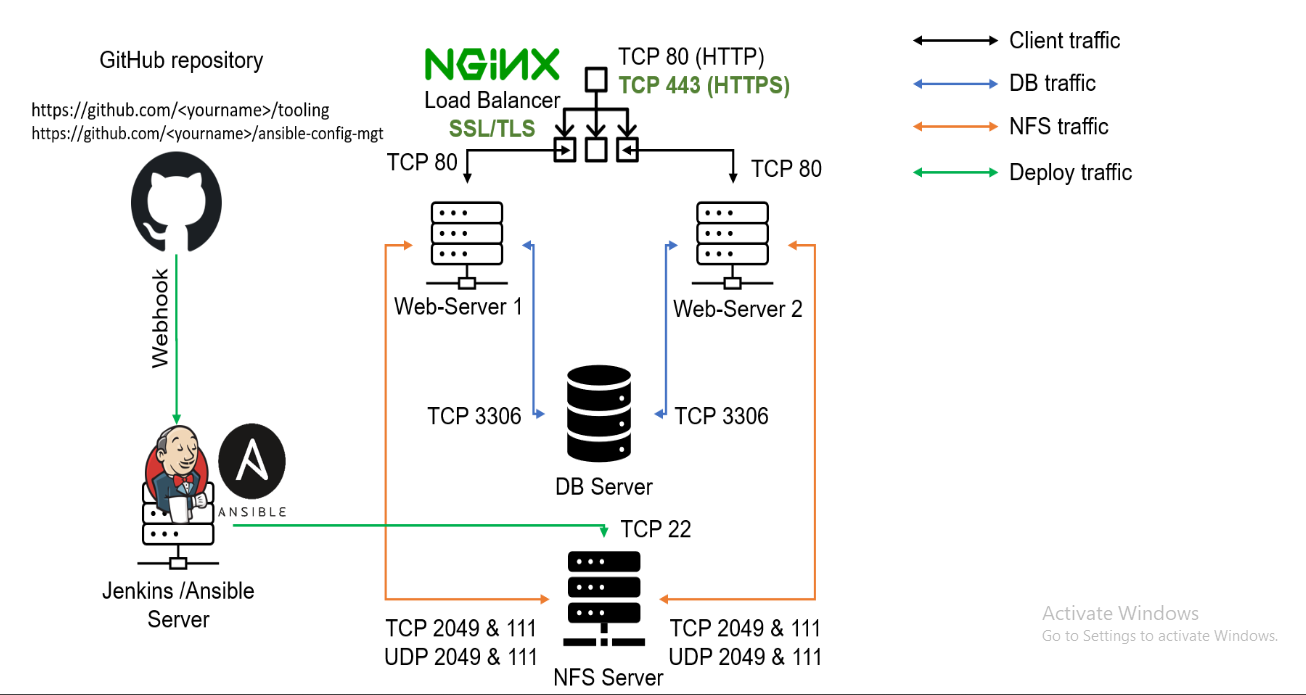 GitHub repository
https://github.com/<yourname>/tooling
https://github.com/<yourname>/ansible-config-mgt
Webhook
ANSIBLE
Jenkins /Ansible
Server
NGINX
Load Balancer
SSL/TLS
TCP 80 (HTTP)
TCP 443 (HTTPS)
TCP 80
TCP 80
Web-Server 1
Web-Server 2
TCP 3306
TCP 3306
DB Server
TCP 22
TCP 2049 & 111
UDP 2049 & 111
TCP 2049 & 111
UDP 2049 & 111
NFS Server
Client traffic
DB traffic
NFS traffic
Deploy traffic
Activate Windows
Go to Settings to activate Windows.